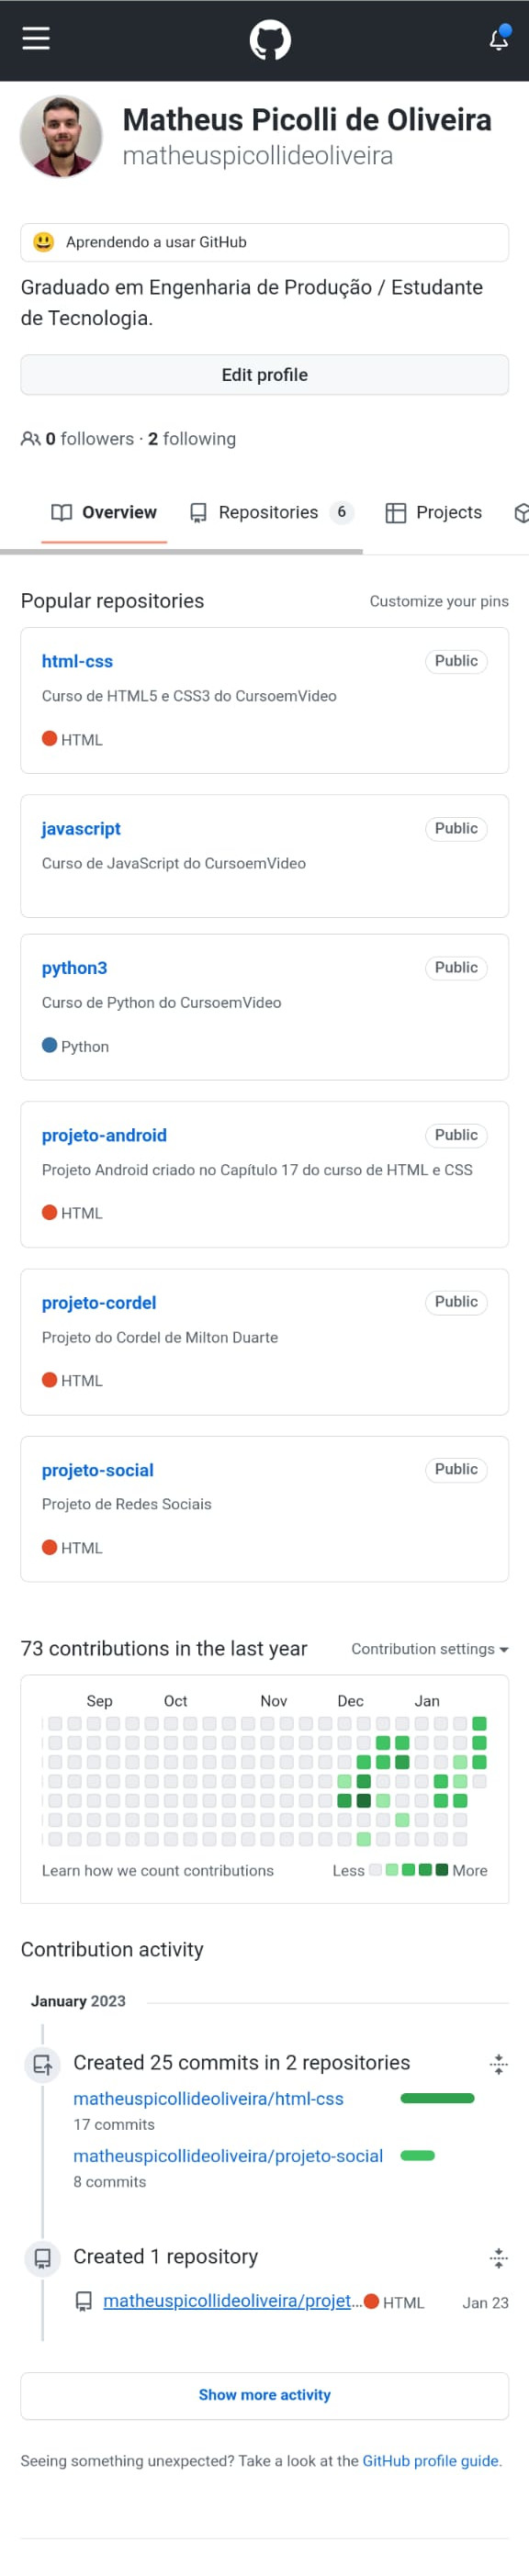 Matheus Picolli de Oliveira
matheuspicollideoliveira
😃 Aprendendo a usar GitHub
Graduado em Engenharia de Produção / Estudante
de Tecnologia.
Edit profile
0 followers · 2 following
Overview Repositories 6 Projects
Popular repositories Customize your pins
html-css Public
Curso de HTML5 e CSS3 do CursoemVideo
HTML
javascript Public
Curso de JavaScript do CursoemVideo
python3 Public
Curso de Python do CursoemVideo
Python
projeto-android Public
Projeto Android criado no Capítulo 17 do curso de HTML e CSS
HTML
projeto-cordel Public
Projeto do Cordel de Milton Duarte
HTML
projeto-social Public
Projeto de Redes Sociais
HTML
73 contributions in the last year Contribution settings
Sep Oct Nov Dec Jan
Learn how we count contributions Less More
Contribution activity
January 2023
Created 25 commits in 2 repositories
matheuspicollideoliveira/html-css
17 commits
matheuspicollideoliveira/projeto-social
8 commits
Created 1 repository
matheuspicollideoliveira/projet... HTML Jan 23
Show more activity
Seeing something unexpected? Take a look at the GitHub profile guide.